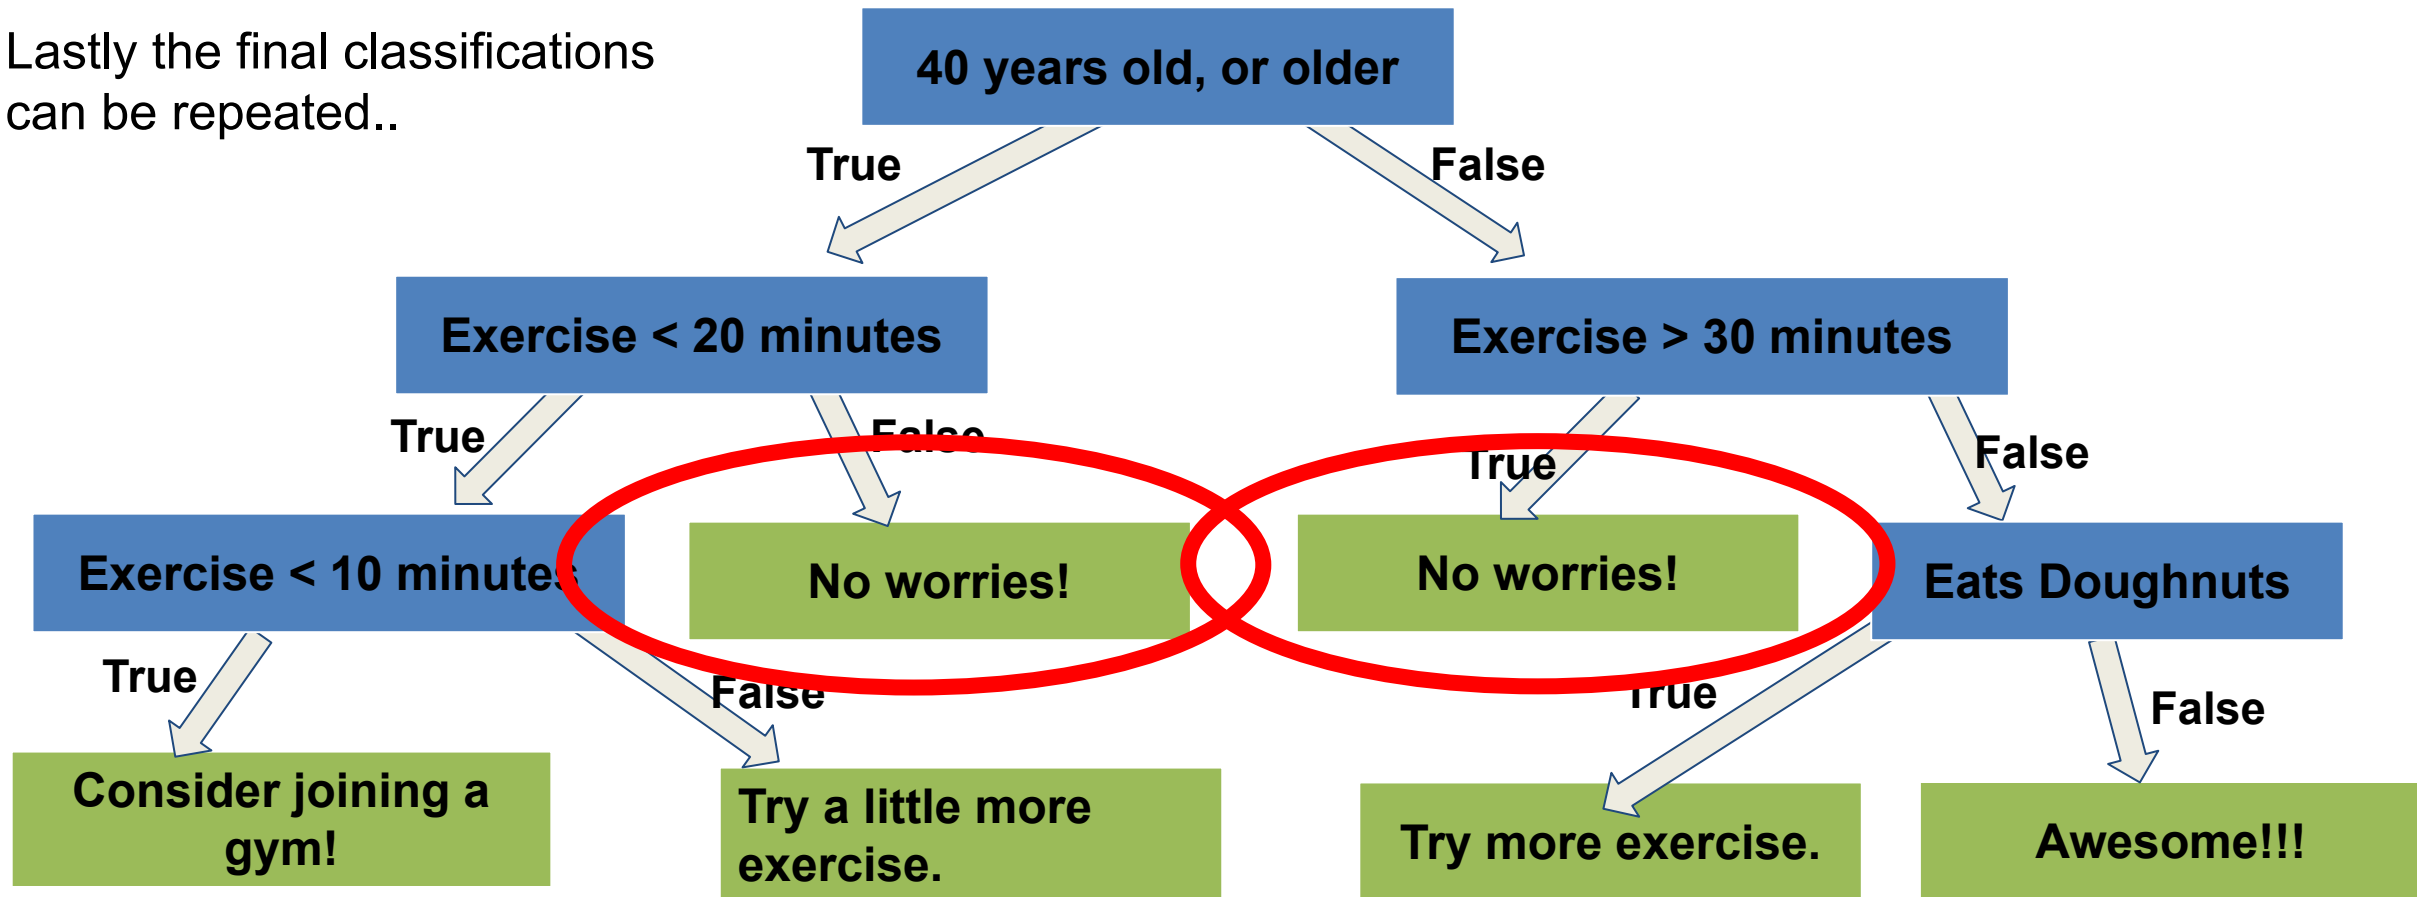 Lastly the final classifications
can be repeated..
40 years old, or older
True
False
Exercise < 20 minutes
Exercise > 30 minutes
True
False
True
False
Exercise < 10 minutes
No worries!
No worries!
Eats Doughnuts
True
False
True
False
Consider joining a
gym!
Try a little more
exercise.
Try more exercise.
Awesome!!!